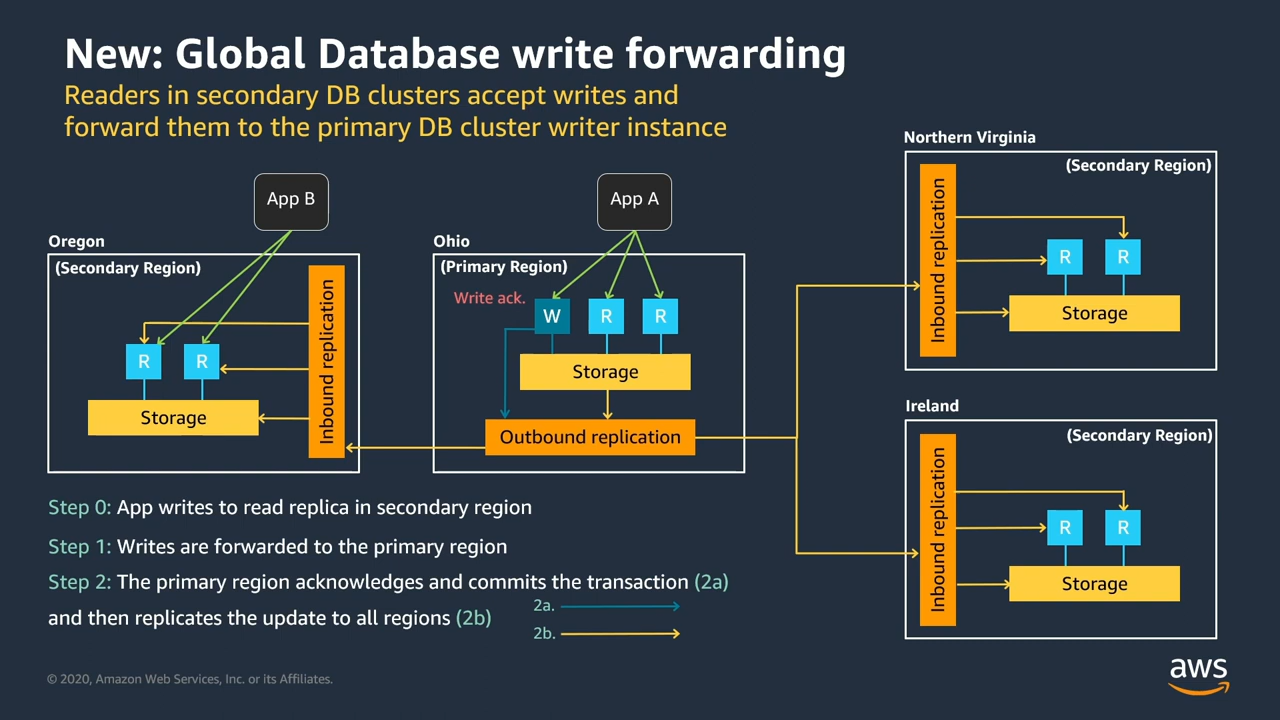 New: Global Database write forwarding
Readers in secondary DB clusters accept writes and
forward them to the primary DB cluster writer instance
App B
App A
Oregon
(Secondary Region)
Inbound replication
R
R
Storage
Ohio
(Primary Region)
Write ack.
W
R
R
Storage
Outbound replication
Northern Virginia
(Secondary Region)
Inbound replication
R
R
Storage
Ireland
(Secondary Region)
Inbound replication
R
R
Storage
Step 0: App writes to read replica in secondary region
Step 1: Writes are forwarded to the primary region
Step 2: The primary region acknowledges and commits the transaction (2a)
and then replicates the update to all regions (2b)
2a.
2b.
© 2020, Amazon Web Services, Inc. or its Affiliates.
aws